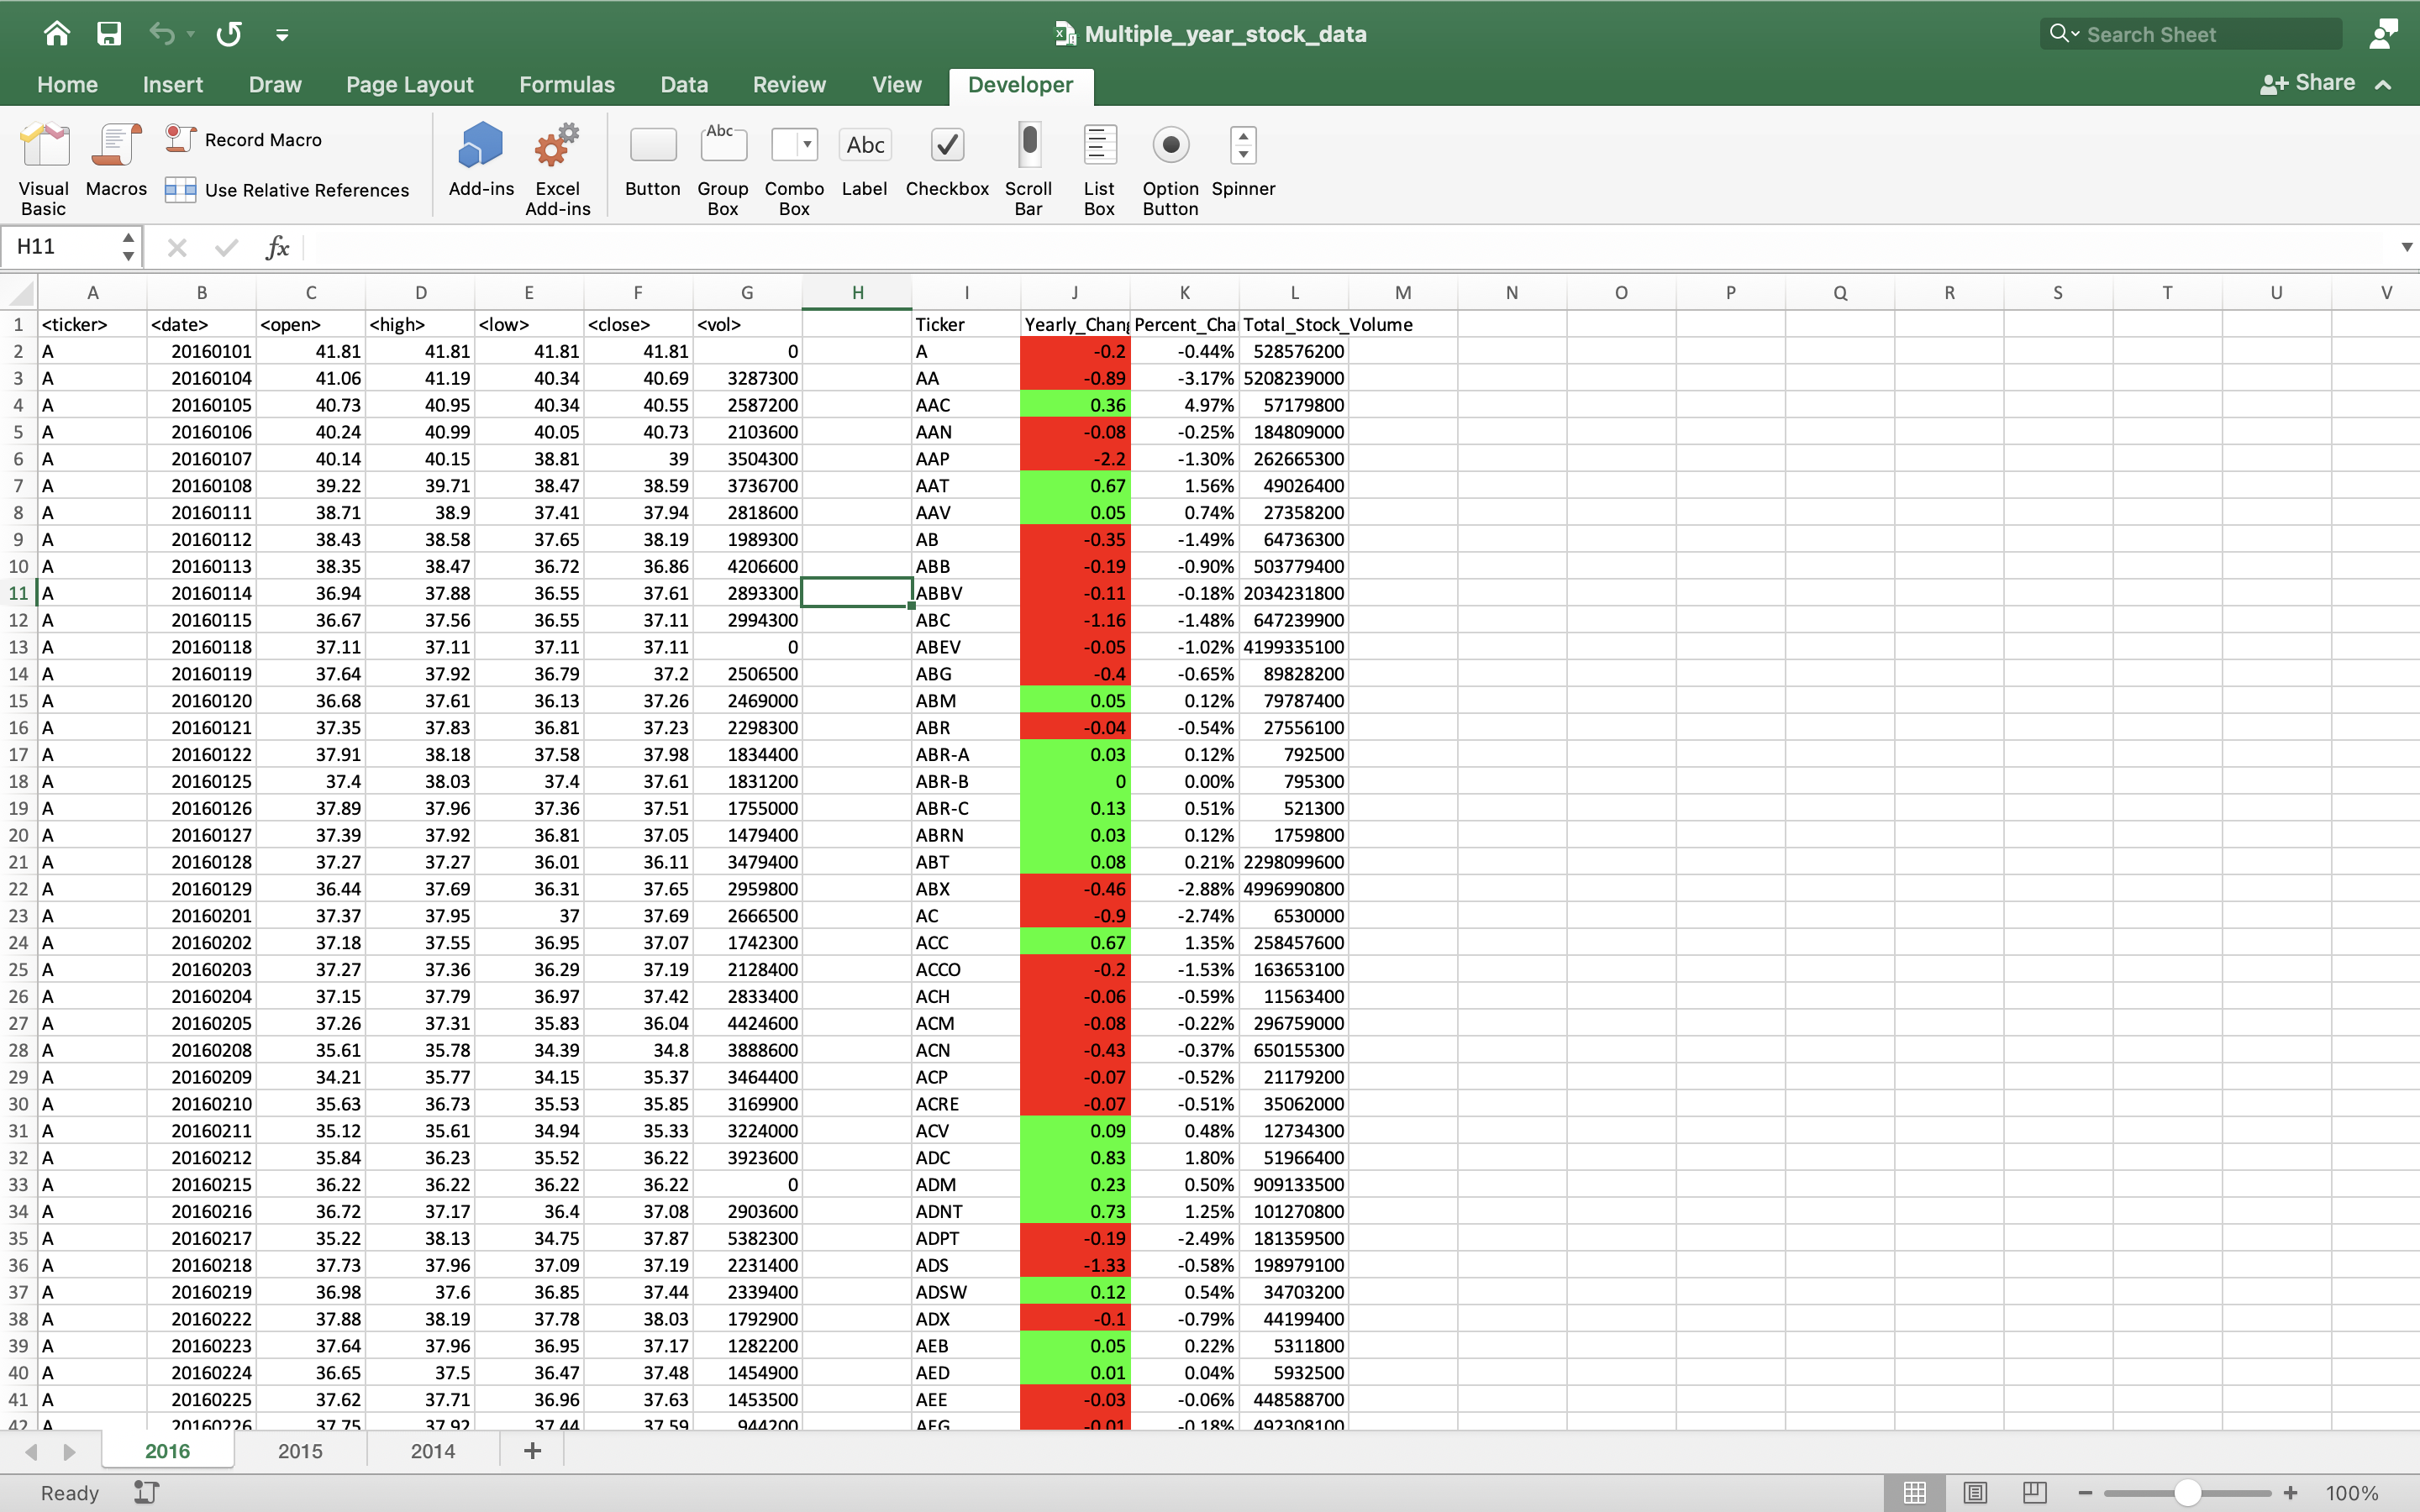 Multiple_year_stock_data
Search Sheet
Home Insert Draw Page Layout Formulas Data Review View Developer Share
Visual Basic Macros Record Macro Use Relative References Add-ins Excel Add-ins Button Abc Group Box Combo Box Abc Label Checkbox Scroll Bar List Box Option Button Spinner
H11 fx
A B C D E F G H I J K L M N O P Q R S T U V
1 <ticker> <date> <open> <high> <low> <close> <vol> Ticker Yearly_Chang Percent_Cha Total_Stock_Volume
2 A 20160101 41.81 41.81 41.81 41.81 0 A -0.2 -0.44% 528576200
3 A 20160104 41.06 41.19 40.34 40.69 3287300 AA -0.89 -3.17% 5208239000
4 A 20160105 40.73 40.95 40.34 40.55 2587200 AAC 0.36 4.97% 57179800
5 A 20160106 40.24 40.99 40.05 40.73 2103600 AAN -0.08 -0.25% 184809000
6 A 20160107 40.14 40.15 38.81 39 3504300 AAP -2.2 -1.30% 262665300
7 A 20160108 39.22 39.71 38.47 38.59 3736700 AAT 0.67 1.56% 49026400
8 A 20160111 38.71 38.9 37.41 37.94 2818600 AAV 0.05 0.74% 27358200
9 A 20160112 38.43 38.58 37.65 38.19 1989300 AB -0.35 -1.49% 64736300
10 A 20160113 38.35 38.47 36.72 36.86 4206600 ABB -0.19 -0.90% 503779400
11 A 20160114 36.94 37.88 36.55 37.61 2893300 ABBV -0.11 -0.18% 2034231800
12 A 20160115 36.67 37.56 36.55 37.11 2994300 ABC -1.16 -1.48% 647239900
13 A 20160118 37.11 37.11 37.11 37.11 0 ABEV -0.05 -1.02% 4199335100
14 A 20160119 37.64 37.92 36.79 37.2 2506500 ABG -0.4 -0.65% 89828200
15 A 20160120 36.68 37.61 36.13 37.26 2469000 ABM 0.05 0.12% 79787400
16 A 20160121 37.35 37.83 36.81 37.23 2298300 ABR -0.04 -0.54% 27556100
17 A 20160122 37.91 38.18 37.58 37.98 1834400 ABR-A 0.03 0.12% 792500
18 A 20160125 37.4 38.03 37.4 37.61 1831200 ABR-B 0 0.00% 795300
19 A 20160126 37.89 37.96 37.36 37.51 1755000 ABR-C 0.13 0.51% 521300
20 A 20160127 37.39 37.92 36.81 37.05 1479400 ABRN 0.03 0.12% 1759800
21 A 20160128 37.27 37.27 36.01 36.11 3479400 ABT 0.08 0.21% 2298099600
22 A 20160129 36.44 37.69 36.31 37.65 2959800 ABX -0.46 -2.88% 4996990800
23 A 20160201 37.37 37.95 37 37.69 2666500 AC -0.9 -2.74% 6530000
24 A 20160202 37.18 37.55 36.95 37.07 1742300 ACC 0.67 1.35% 258457600
25 A 20160203 37.27 37.36 36.29 37.19 2128400 ACCO -0.2 -1.53% 163653100
26 A 20160204 37.15 37.79 36.97 37.42 2833400 ACH -0.06 -0.59% 11563400
27 A 20160205 37.26 37.31 35.83 36.04 4424600 ACM -0.08 -0.22% 296759000
28 A 20160208 35.61 35.78 34.39 34.8 3888600 ACN -0.43 -0.37% 650155300
29 A 20160209 34.21 35.77 34.15 35.37 3464400 ACP -0.07 -0.52% 21179200
30 A 20160210 35.63 36.73 35.53 35.85 3169900 ACRE -0.07 -0.51% 35062000
31 A 20160211 35.12 35.61 34.94 35.33 3224000 ACV 0.09 0.48% 12734300
32 A 20160212 35.84 36.23 35.52 36.22 3923600 ADC 0.83 1.80% 51966400
33 A 20160215 36.22 36.22 36.22 36.22 0 ADM 0.23 0.50% 909133500
34 A 20160216 36.72 37.17 36.4 37.08 2903600 ADNT 0.73 1.25% 101270800
35 A 20160217 35.22 38.13 34.75 37.87 5382300 ADPT -0.19 -2.49% 181359500
36 A 20160218 37.73 37.96 37.09 37.19 2231400 ADS -1.33 -0.58% 198979100
37 A 20160219 36.98 37.6 36.85 37.44 2339400 ADSW 0.12 0.54% 34703200
38 A 20160222 37.88 38.19 37.78 38.03 1792900 ADX -0.1 -0.79% 44199400
39 A 20160223 37.64 37.96 36.95 37.17 1282200 AEB 0.05 0.22% 5311800
40 A 20160224 36.65 37.5 36.47 37.48 1454900 AED 0.01 0.04% 5932500
41 A 20160225 37.62 37.71 36.96 37.63 1453500 AEE -0.03 -0.06% 448588700
42 A 20160226 37.75 37.92 37.44 37.59 944200 AEG -0.01 -0.18% 492308100
2016 2015 2014
Ready 100%